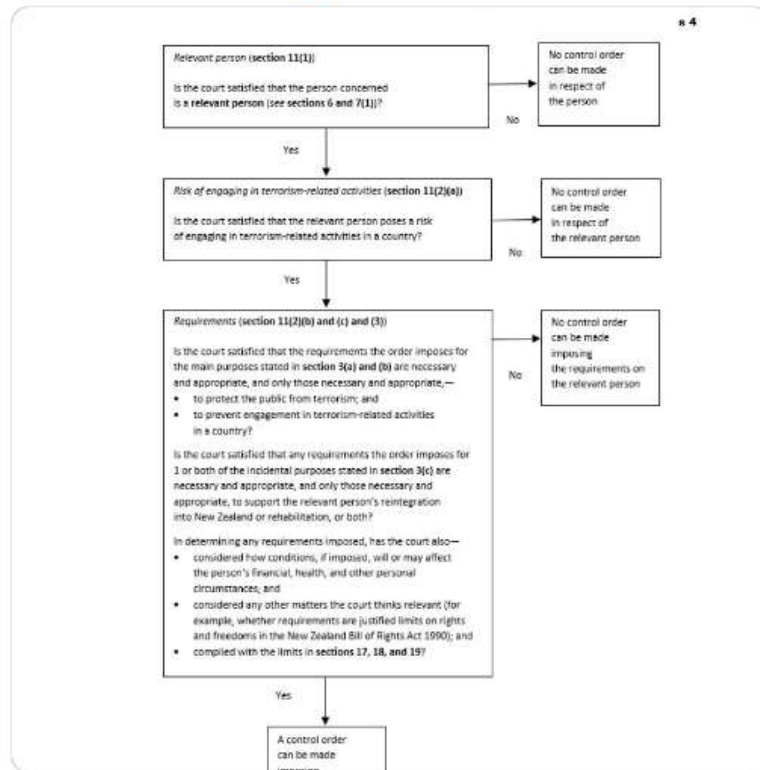 s 4
Relevant person (section 11(1))
Is the court satisfied that the person concerned
is a relevant person (see sections 6 and 7(1))?
No control order
can be made
in respect of
the person
No
Yes
Risk of engaging in terrorism-related activities (section 11(2)(a))
Is the court satisfied that the relevant person poses a risk
of engaging in terrorism-related activities in a country?
No control order
can be made
in respect of
the relevant person
No
Yes
Requirements (section 11(2)(b) and (c) and (3))
Is the court satisfied that the requirements the order imposes for
the main purposes stated in section 3(a) and (b) are necessary
and appropriate, and only those necessary and appropriate,—
• to protect the public from terrorism; and
• to prevent engagement in terrorism-related activities
in a country?
Is the court satisfied that any requirements the order imposes for
1 or both of the incidental purposes stated in section 3(c) are
necessary and appropriate, and only those necessary and
appropriate, to support the relevant person's reintegration
into New Zealand or rehabilitation, or both?
In determining any requirements imposed, has the court also—
• considered how conditions, if imposed, will or may affect
the person's financial, health, and other personal
circumstances; and
• considered any other matters the court thinks relevant (for
example, whether requirements are justified limits on rights
and freedoms in the New Zealand Bill of Rights Act 1990); and
• complied with the limits in sections 17, 18, and 19?
No control order
can be made
imposing
the requirements on
the relevant person
No
Yes
A control order
can be made